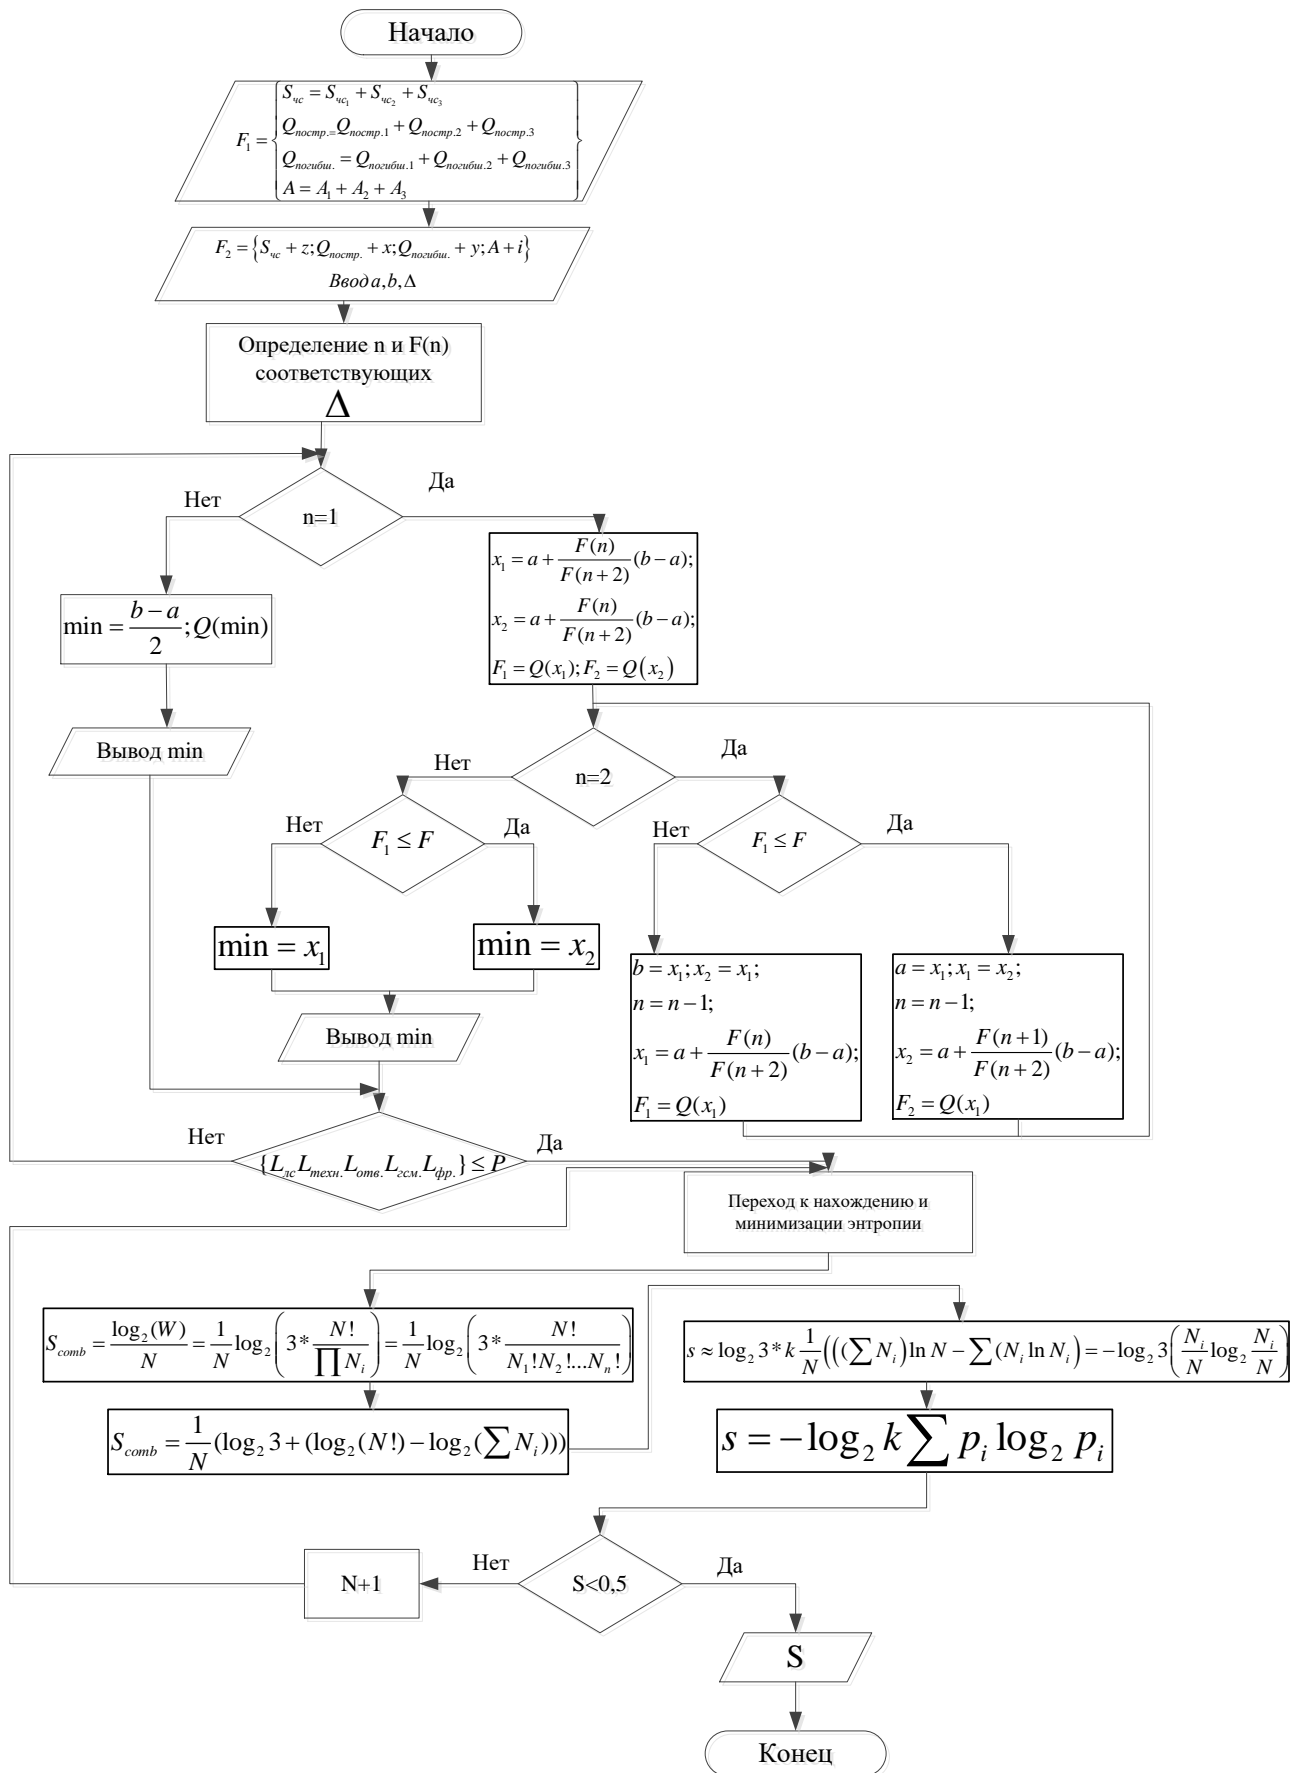 Начало
F₁ = { S_чс = S_чс₁ + S_чс₂ + S_чс₃
Q_постр.= Q_постр.1 + Q_постр.2 + Q_постр.3
Q_погибш. = Q_погибш.1 + Q_погибш.2 + Q_погибш.3
A = A₁ + A₂ + A₃ }
F₂ = {S_чс + z; Q_постр. + x; Q_погибш. + y; A + i}
Ввод a, b, Δ
Определение n и F(n)
соответствующих
Δ
Нет
Да
n=1
x₁ = a + F(n)/F(n+2) (b − a);
x₂ = a + F(n)/F(n+2) (b − a);
F₁ = Q(x₁); F₂ = Q(x₂)
min = (b − a)/2; Q(min)
Вывод min
Нет
Да
n=2
Нет
Да
F₁ ≤ F
Нет
Да
F₁ ≤ F
min = x₁
min = x₂
b = x₁; x₂ = x₁;
n = n − 1;
x₁ = a + F(n)/F(n+2) (b − a);
F₁ = Q(x₁)
a = x₁; x₁ = x₂;
n = n − 1;
x₂ = a + F(n+1)/F(n+2) (b − a);
F₂ = Q(x₁)
Вывод min
Нет
Да
{L_лс L_техн. L_отв. L_гсм. L_фр.} ≤ P
Переход к нахождению и
минимизации энтропии
S_comb = log₂(W)/N = 1/N log₂(3* N!/∏ N_i) = 1/N log₂(3* N!/(N₁!N₂!...N_n!))
s ≈ log₂ 3* k 1/N (((∑ N_i) ln N − ∑ (N_i ln N_i) = −log₂ 3(N_i/N log₂ N_i/N)
S_comb = 1/N (log₂ 3 + (log₂(N!) − log₂(∑ N_i)))
s = −log₂ k ∑ p_i log₂ p_i
N+1
Нет
S<0,5
Да
S
Конец